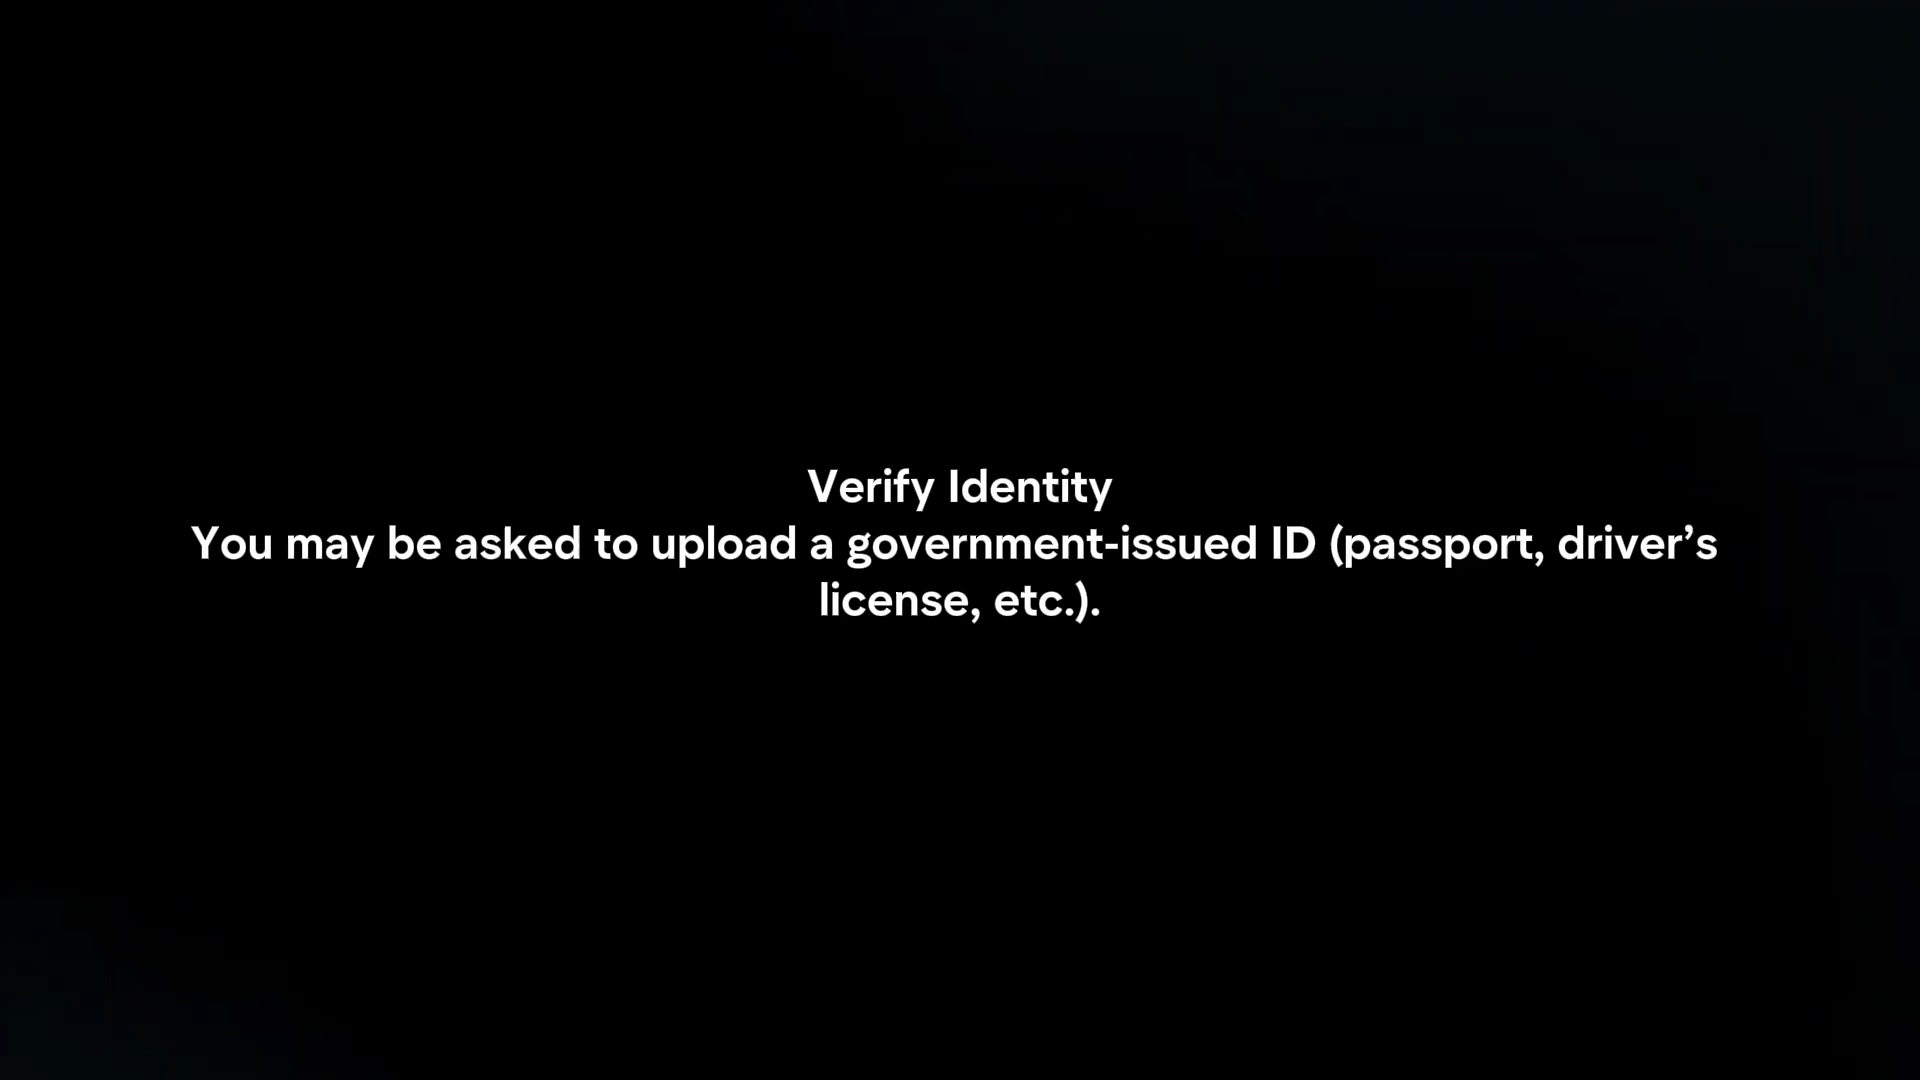 Verify Identity
You may be asked to upload a government-issued ID (passport, driver’s
license, etc.).